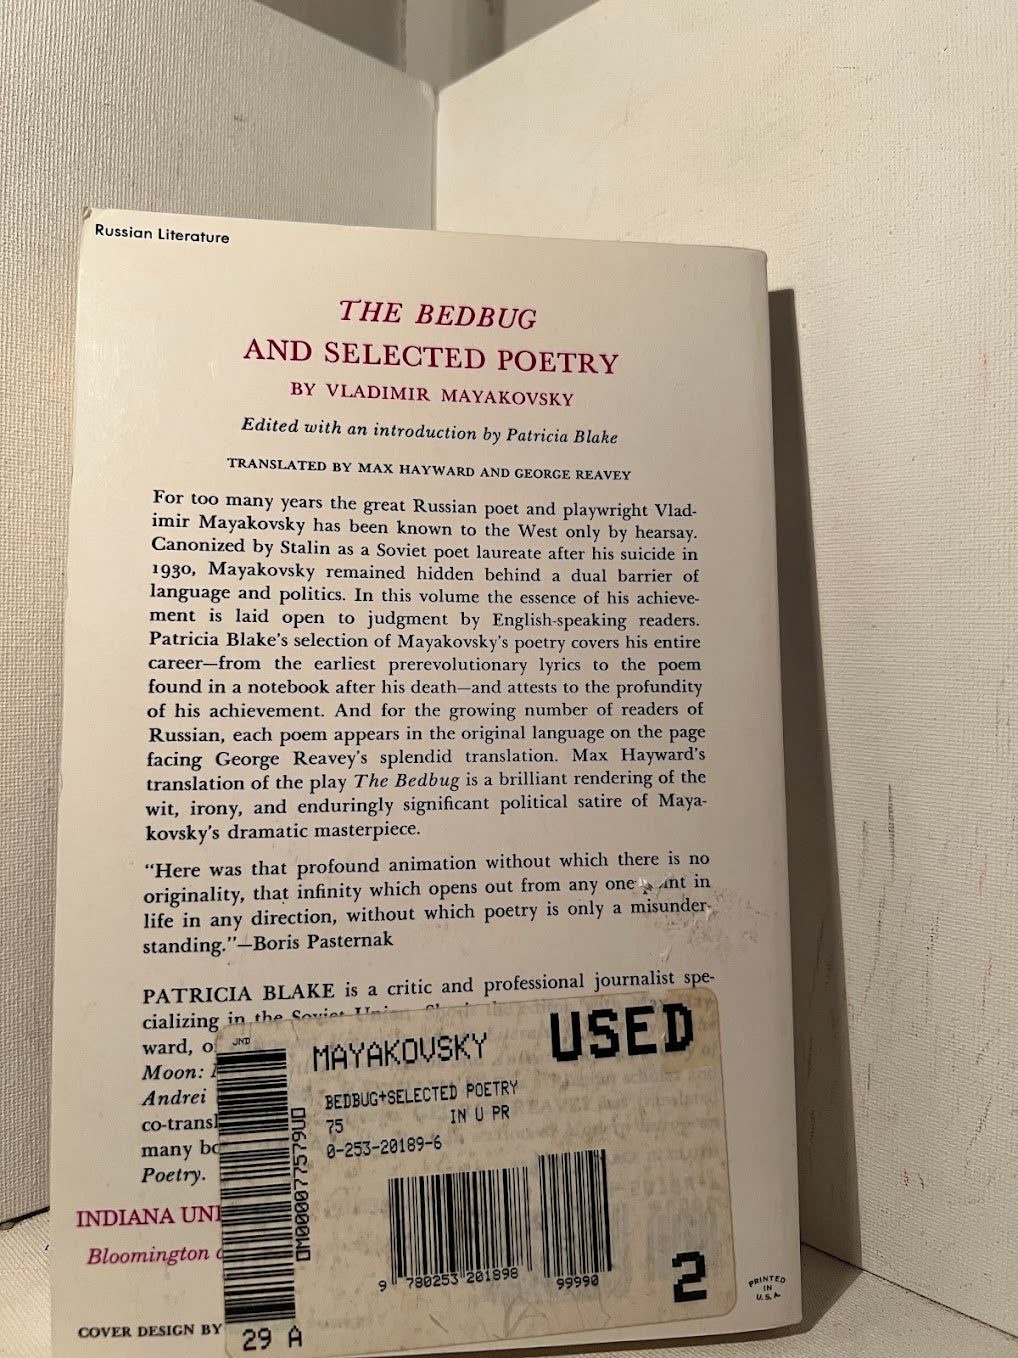 Russian Literature
THE BEDBUG
AND SELECTED POETRY
BY VLADIMIR MAYAKOVSKY
Edited with an introduction by Patricia Blake
TRANSLATED BY MAX HAYWARD AND GEORGE REAVEY
For too many years the great Russian poet and playwright Vlad-
imir Mayakovsky has been known to the West only by hearsay.
Canonized by Stalin as a Soviet poet laureate after his suicide in
1930, Mayakovsky remained hidden behind a dual barrier of
language and politics. In this volume the essence of his achieve-
ment is laid open to judgment by English-speaking readers.
Patricia Blake's selection of Mayakovsky's poetry covers his entire
career—from the earliest prerevolutionary lyrics to the poem
found in a notebook after his death—and attests to the profundity
of his achievement. And for the growing number of readers of
Russian, each poem appears in the original language on the page
facing George Reavey's splendid translation. Max Hayward's
translation of the play The Bedbug is a brilliant rendering of the
wit, irony, and enduringly significant political satire of Maya-
kovsky's dramatic masterpiece.
"Here was that profound animation without which there is no
originality, that infinity which opens out from any one in
life in any direction, without which poetry is only a misunder-
standing."—Boris Pasternak
PATRICIA BLAKE is a critic and professional journalist spe-
cializing in the Soviet Union.
ward,
Moon:
Andrei
many
Poetry.
INDIANA
Bloomington
COVER DESIGN BY
JND
MAYAKOVSKY
USED
BEDBUG+SELECTED POETRY
IN U PR
75
0-253-20189-6
OM000077579UO
9 780253 201898
99990
2
29 A
PRINTED
IN
U.S.A.